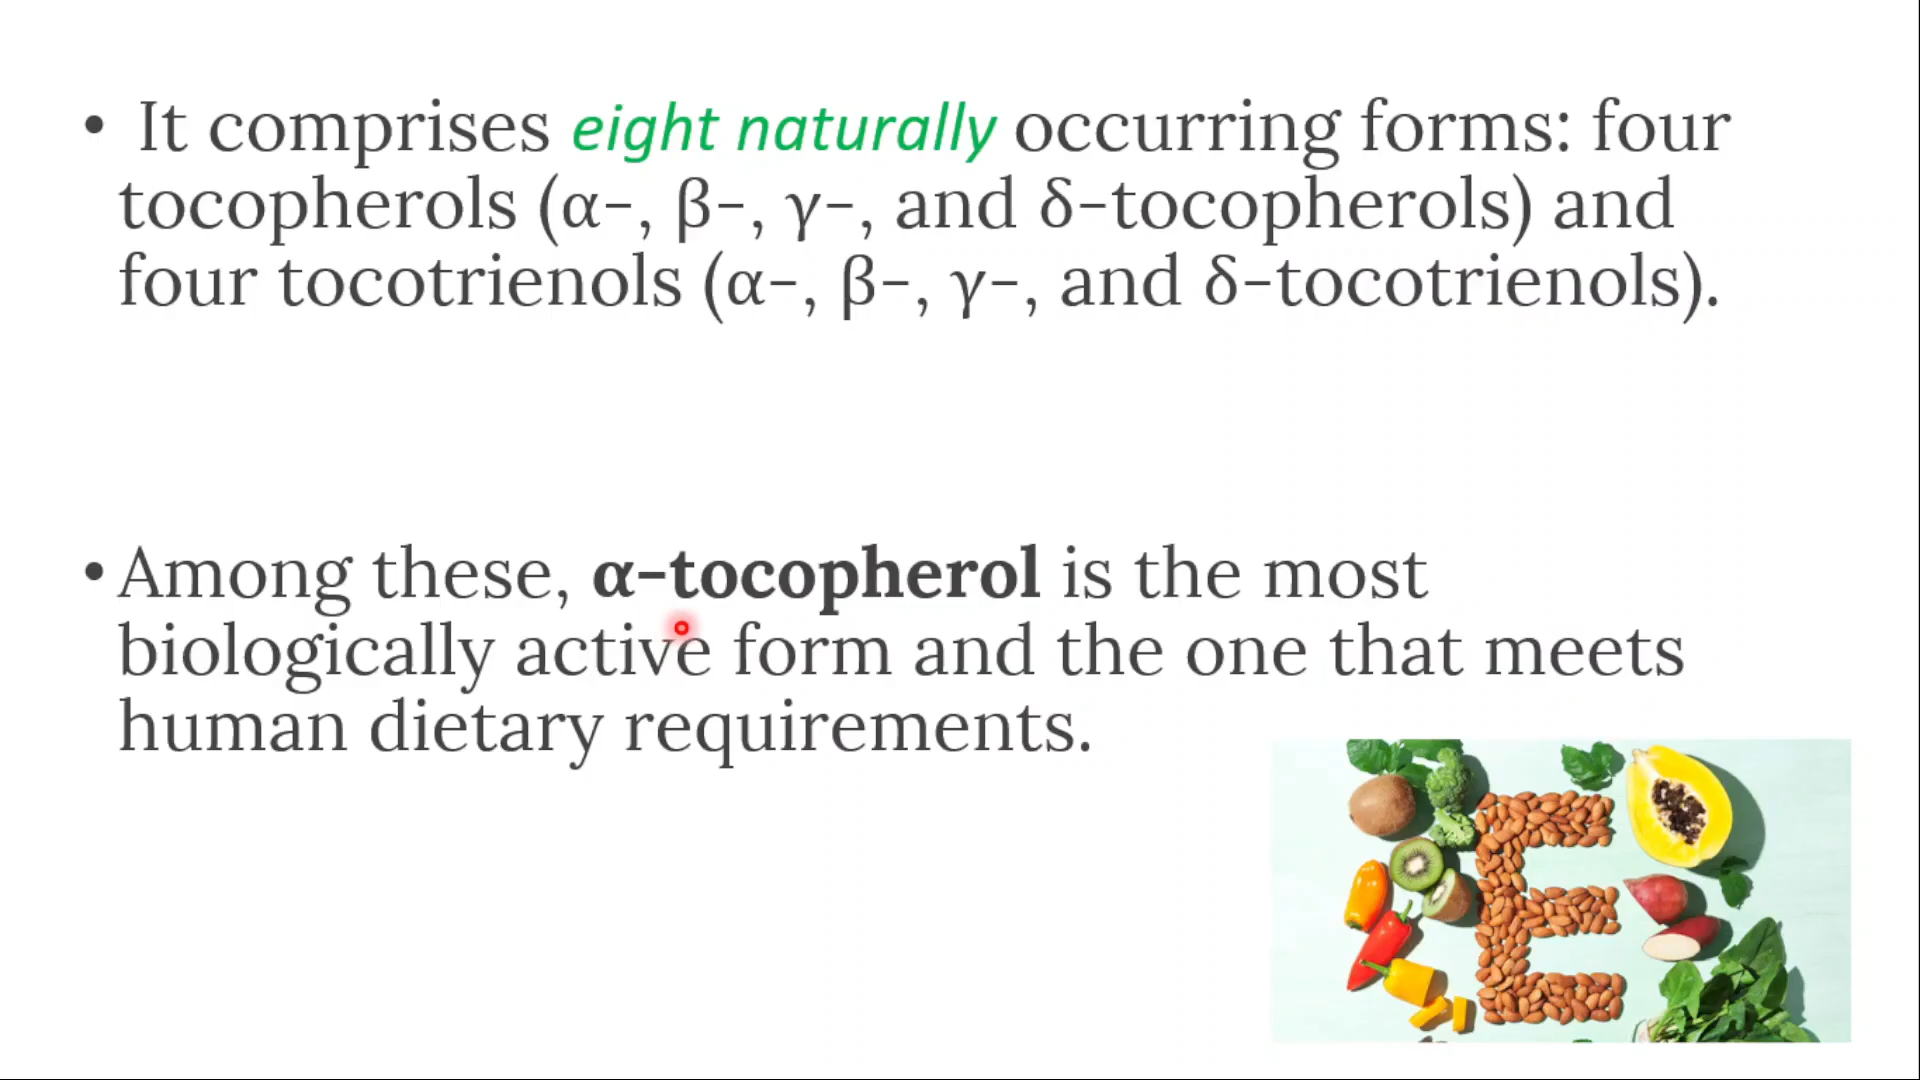 • It comprises eight naturally occurring forms: four
tocopherols (α-, β-, γ-, and δ-tocopherols) and
four tocotrienols (α-, β-, γ-, and δ-tocotrienols).
• Among these, α-tocopherol is the most
biologically active form and the one that meets
human dietary requirements.
E